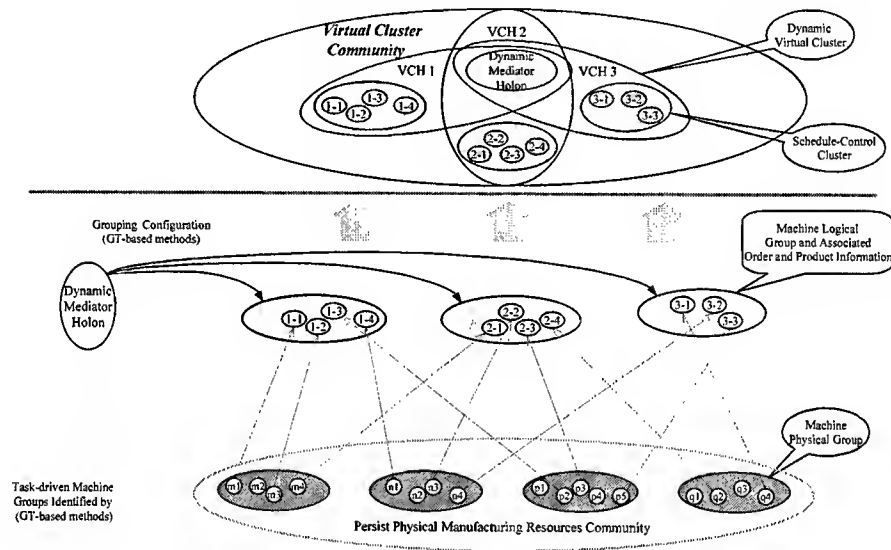 Virtual Cluster
Community
VCH 2
Dynamic
Virtual Cluster
VCH 1
Dynamic
Mediator
Holon
VCH 3
1-1
1-2
1-3
1-4
3-1
3-2
3-3
2-1
2-2
2-3
2-4
Schedule-Control
Cluster
Grouping Configuration
(GT-based methods)
Machine Logical
Group and Associated
Order and Product Information
Dynamic
Mediator
Holon
1-1
1-2
1-3
1-4
2-1
2-2
2-3
2-4
3-1
3-2
3-3
Machine
Physical Group
Task-driven Machine
Groups Identified by
(GT-based methods)
m1
m2
m3
m4
n1
n2
n3
n4
p1
p2
p3
p4
p5
q1
q2
q3
q4
Persist Physical Manufacturing Resources Community